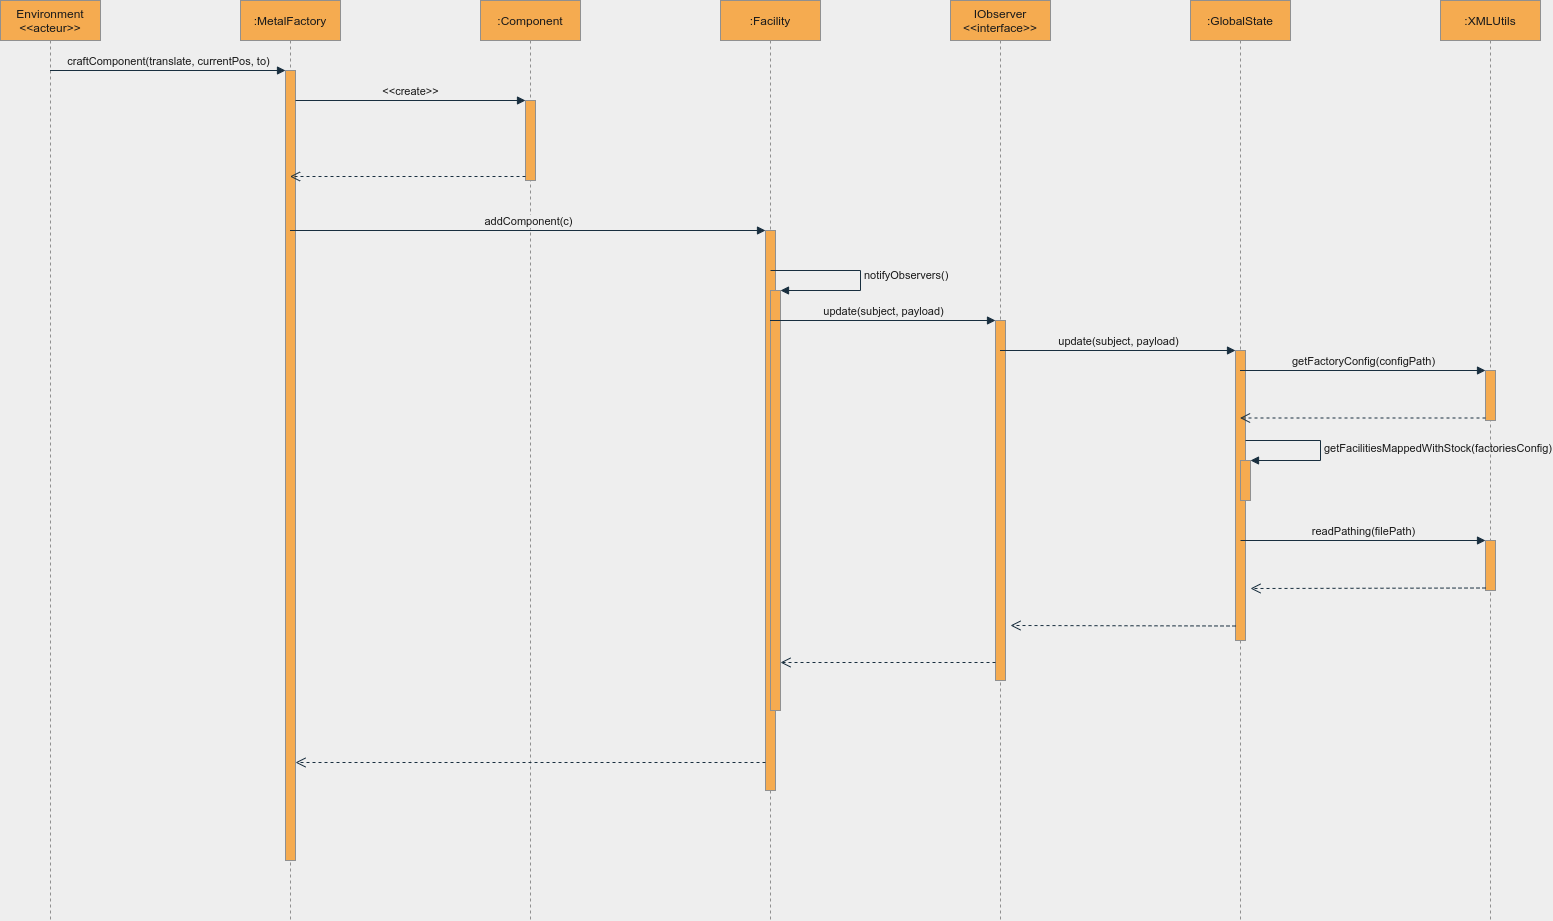 Environment
<<acteur>>
:MetalFactory
:Component
:Facility
IObserver
<<interface>>
:GlobalState
:XMLUtils
craftComponent(translate, currentPos, to)
<<create>>
addComponent(c)
notifyObservers()
update(subject, payload)
update(subject, payload)
getFactoryConfig(configPath)
getFacilitiesMappedWithStock(factoriesConfig)
readPathing(filePath)